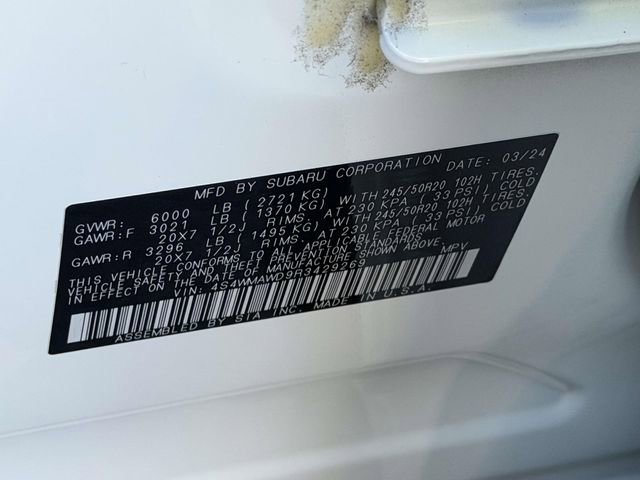 MFD BY SUBARU CORPORATION DATE: 03/24
GVWR: 6000 LB ( 2721 KG)
GAWR:F 3021 LB ( 1370 KG) WITH 245/50R20 102H TIRES.
20X7 1/2J RIMS. AT 230 KPA ( 33 PSI) COLD
GAWR:R 3296 LB ( 1495 KG) WITH 245/50R20 102H TIRES.
20X7 1/2J RIMS. AT 230 KPA ( 33 PSI) COLD
THIS VEHICLE CONFORMS TO ALL APPLICABLE FEDERAL MOTOR
VEHICLE SAFETY AND THEFT PREVENTION STANDARDS
IN EFFECT ON THE DATE OF MANUFACTURE SHOWN ABOVE.
VIN: 4S4WMAWD9R3429269 MPV
ASSEMBLED BY SIA INC. MADE IN U.S.A.